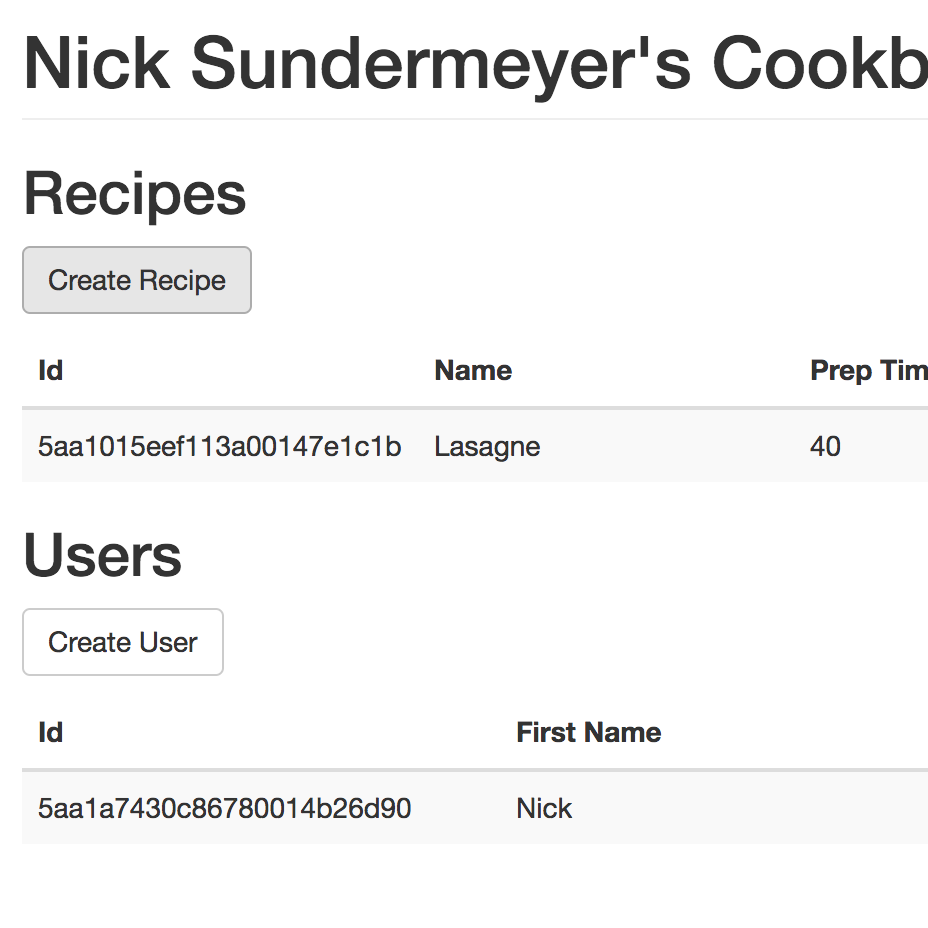 Nick Sundermeyer's Cookb
Recipes
Create Recipe
Id Name Prep Tim
5aa1015eef113a00147e1c1b Lasagne 40
Users
Create User
Id First Name
5aa1a7430c86780014b26d90 Nick